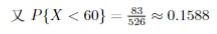 又 P{X < 60} = 83/526 ≈ 0.1588